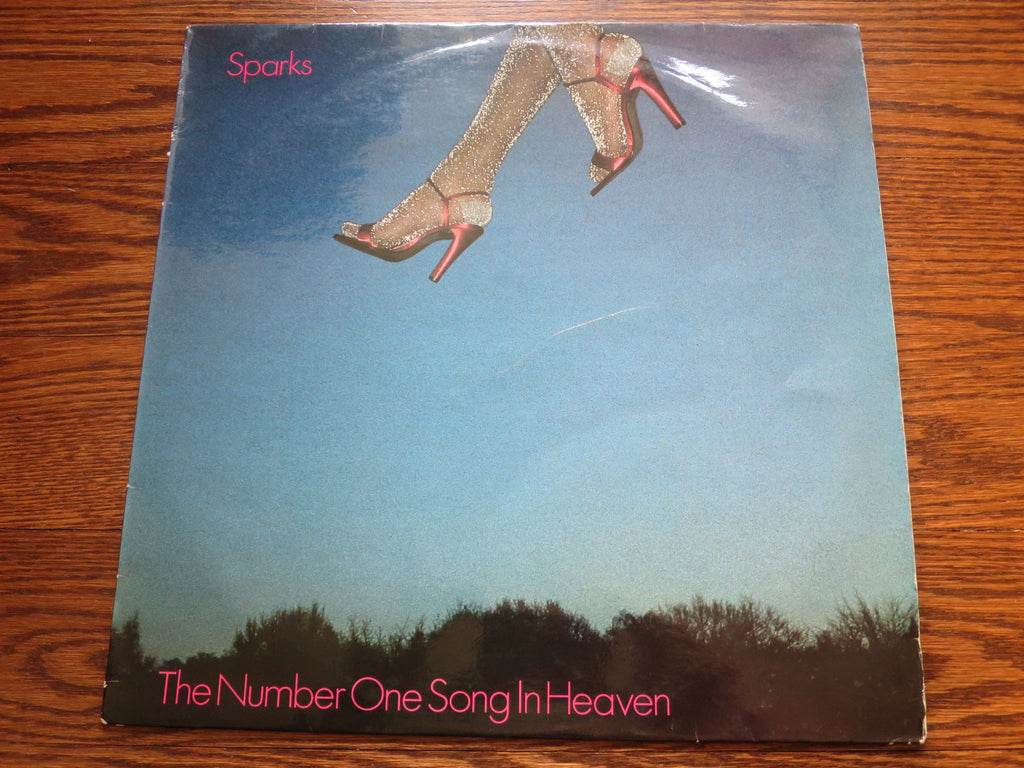 Sparks
The Number One Song In Heaven